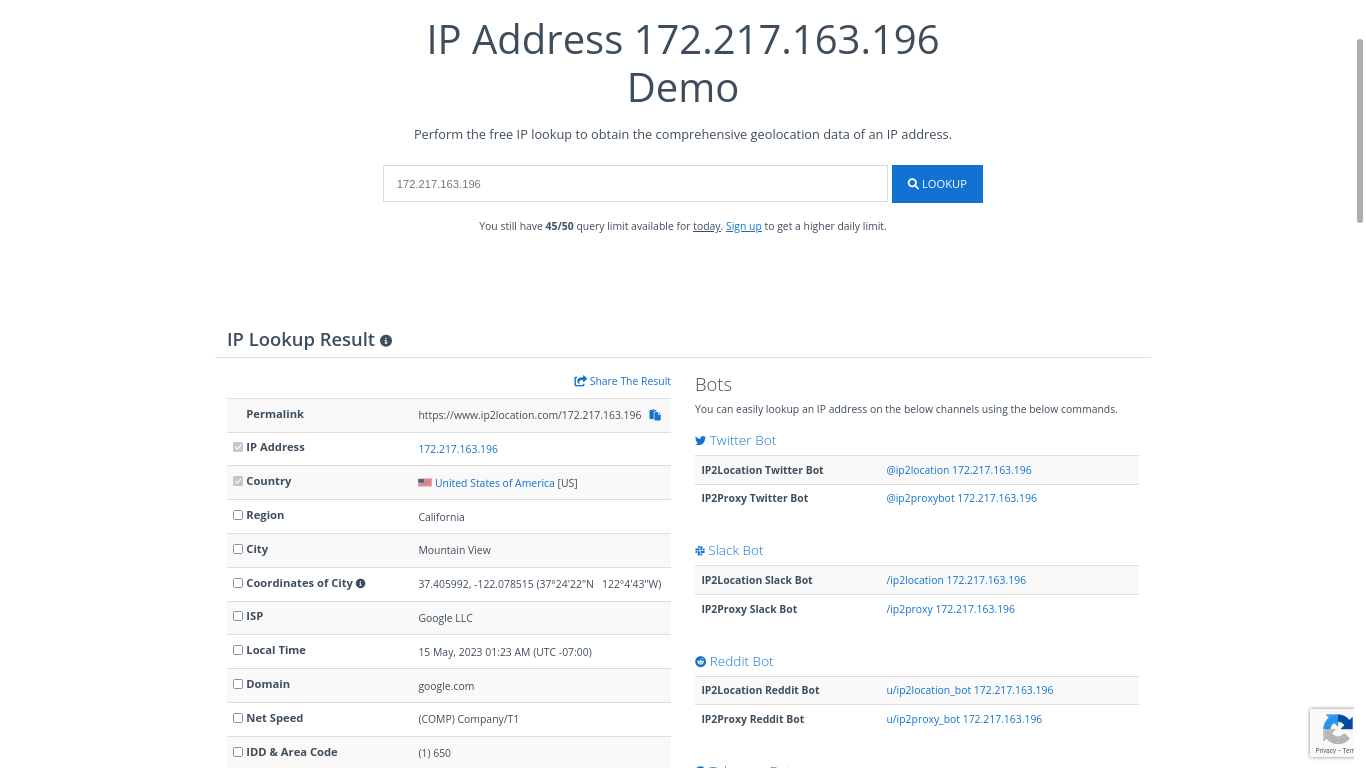 IP Address 172.217.163.196
Demo
Perform the free IP lookup to obtain the comprehensive geolocation data of an IP address.
172.217.163.196
LOOKUP
You still have 45/50 query limit available for today. Sign up to get a higher daily limit.
IP Lookup Result
Share The Result
Permalink https://www.ip2location.com/172.217.163.196
IP Address 172.217.163.196
Country United States of America [US]
Region California
City Mountain View
Coordinates of City 37.405992, -122.078515 (37°24'22"N 122°4'43"W)
ISP Google LLC
Local Time 15 May, 2023 01:23 AM (UTC -07:00)
Domain google.com
Net Speed (COMP) Company/T1
IDD & Area Code (1) 650
Bots
You can easily lookup an IP address on the below channels using the below commands.
Twitter Bot
IP2Location Twitter Bot @ip2location 172.217.163.196
IP2Proxy Twitter Bot @ip2proxybot 172.217.163.196
Slack Bot
IP2Location Slack Bot /ip2location 172.217.163.196
IP2Proxy Slack Bot /ip2proxy 172.217.163.196
Reddit Bot
IP2Location Reddit Bot u/ip2location_bot 172.217.163.196
IP2Proxy Reddit Bot u/ip2proxy_bot 172.217.163.196
Privacy -